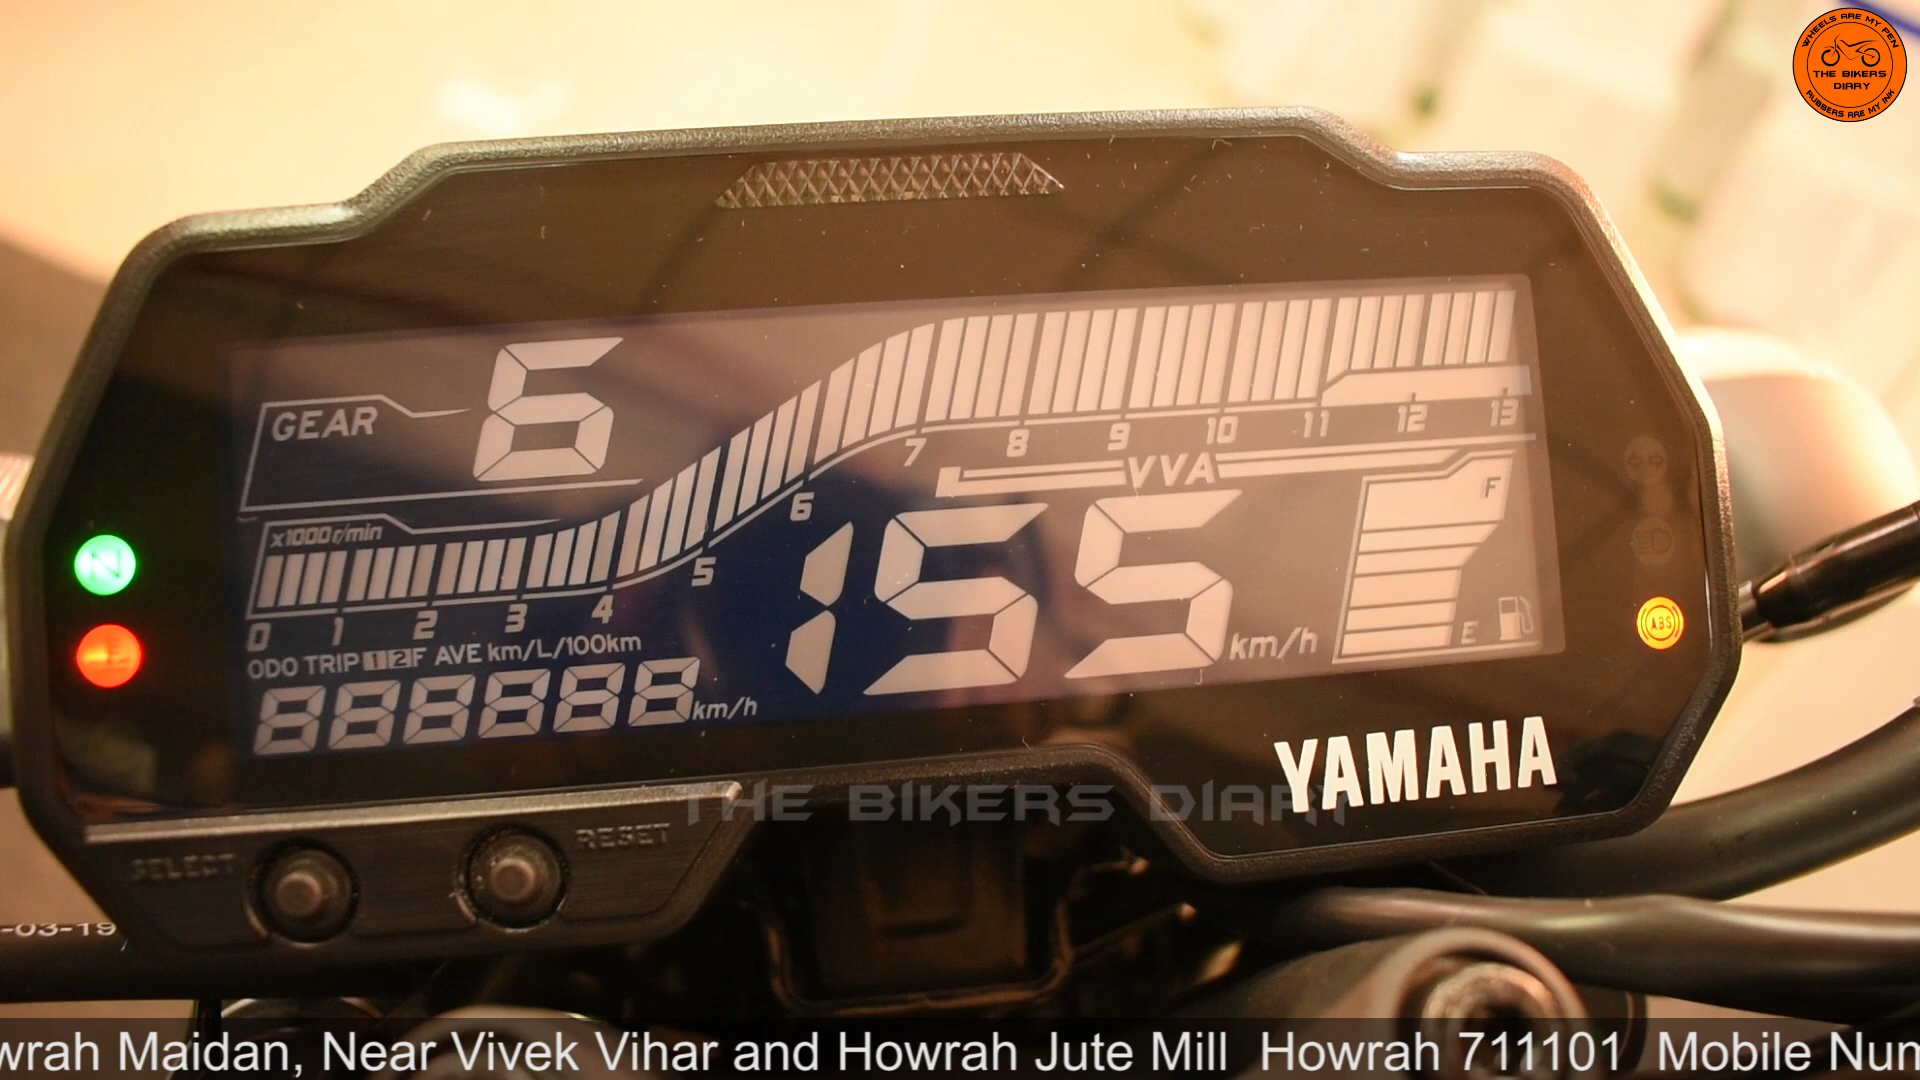 WHEELS ARE MY PEN
THE BIKERS
DIARY
RUBBERS ARE MY INK
GEAR 6
x1000 r/min
0 1 2 3 4 5 6 7 8 9 10 11 12 13
VVA
155 km/h
F
E
ODO TRIP 1 2 F AVE km/L/100km
888888 km/h
N
ABS
YAMAHA
THE BIKERS DIARY
SELECT
RESET
-03-19
wrah Maidan, Near Vivek Vihar and Howrah Jute Mill Howrah 711101 Mobile Num